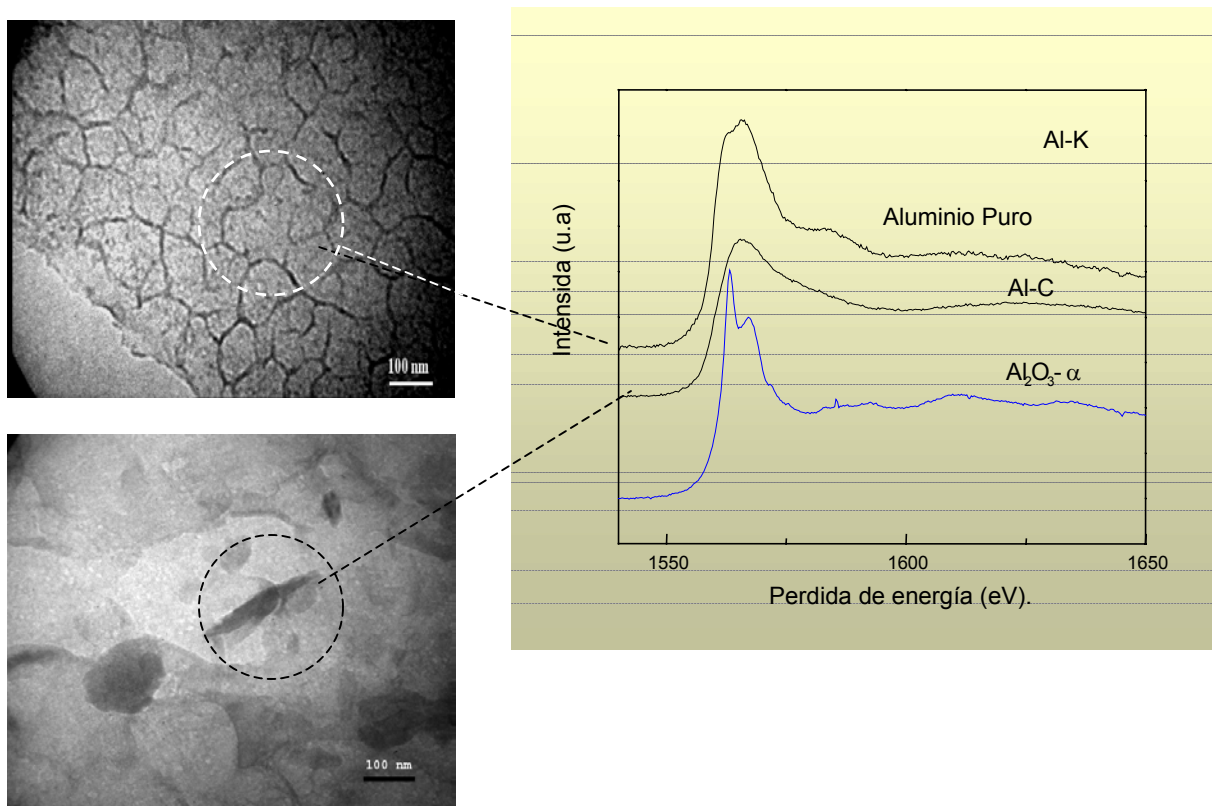 100 nm
100 nm
Al-K
Aluminio Puro
Al-C
Al₂O₃- α
Intensida (u.a)
1550
1600
1650
Perdida de energía (eV).